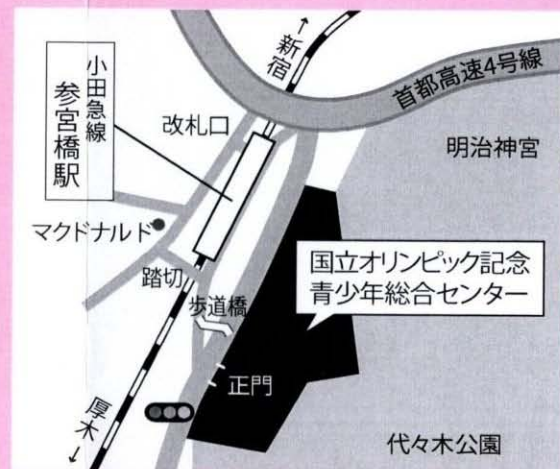 ↑新宿
首都高速4号線
小田急線
参宮橋駅
改札口
明治神宮
マクドナルド
国立オリンピック記念
青少年総合センター
踏切
歩道橋
正門
厚木↓
代々木公園